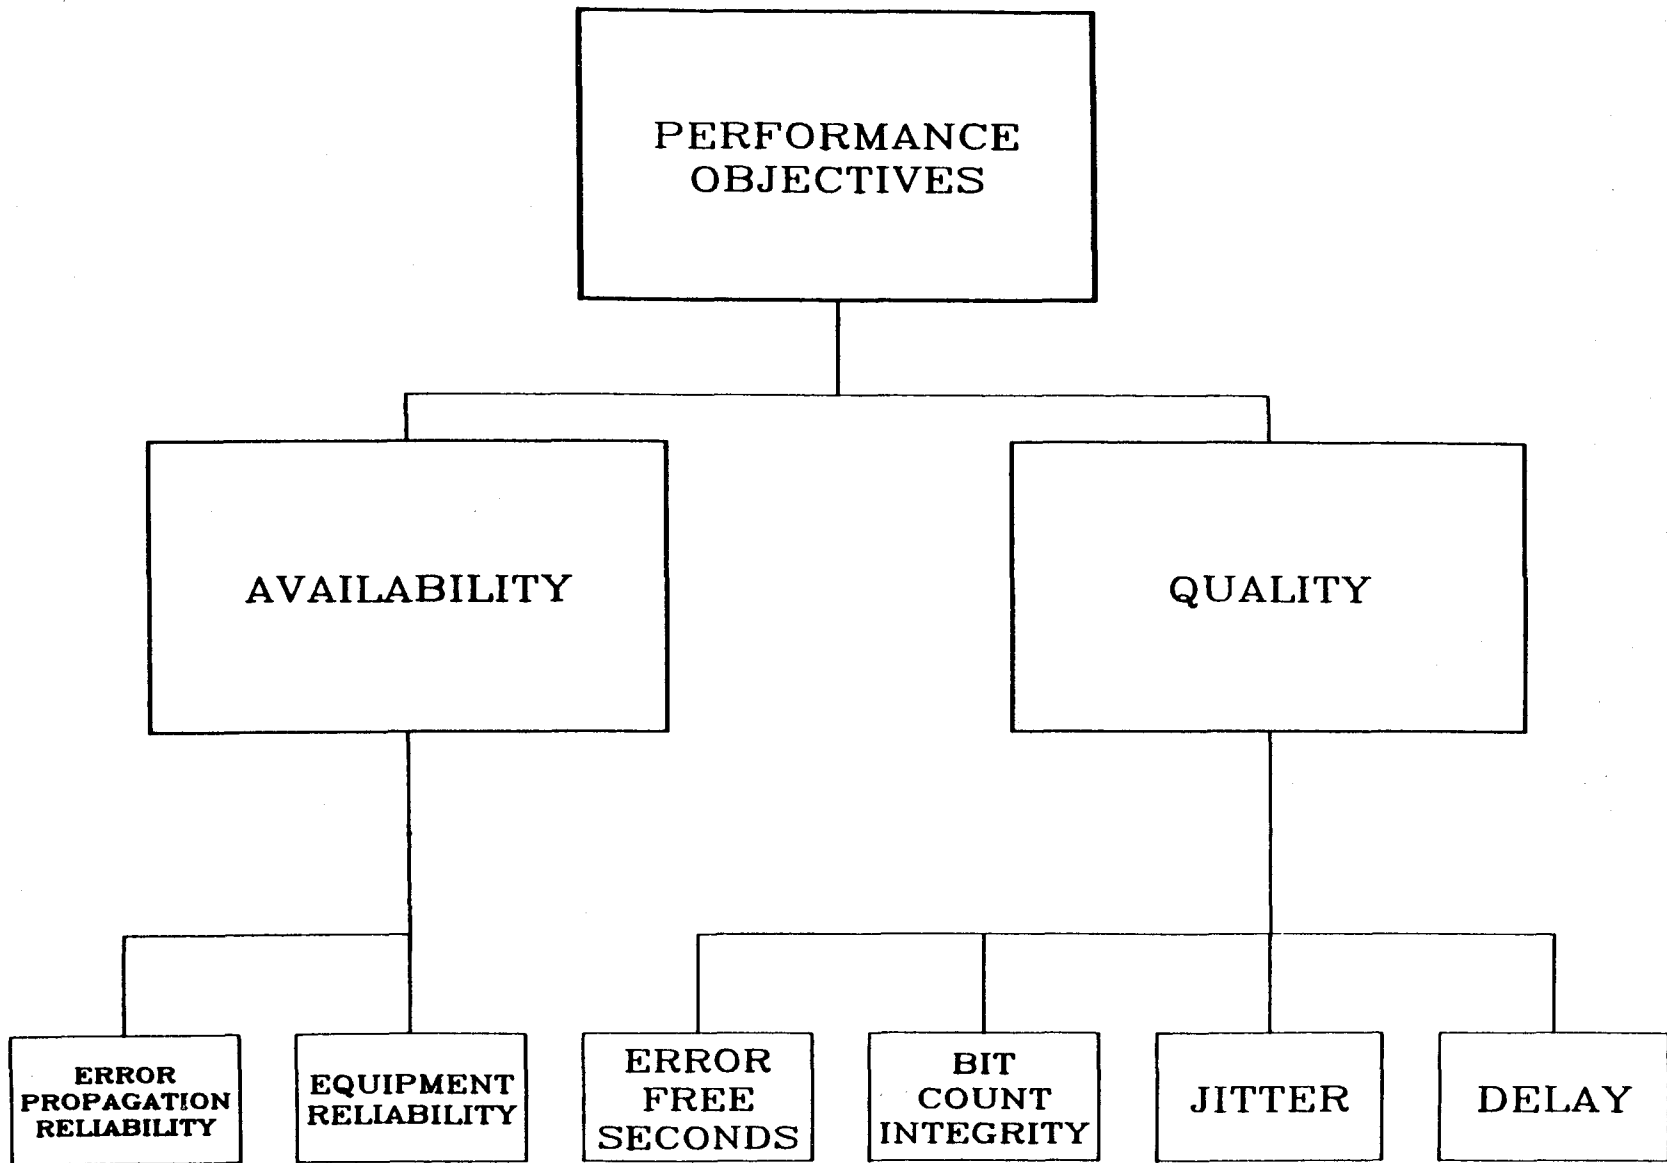 PERFORMANCE
OBJECTIVES
AVAILABILITY
QUALITY
ERROR
PROPAGATION
RELIABILITY
EQUIPMENT
RELIABILITY
ERROR
FREE
SECONDS
BIT
COUNT
INTEGRITY
JITTER
DELAY